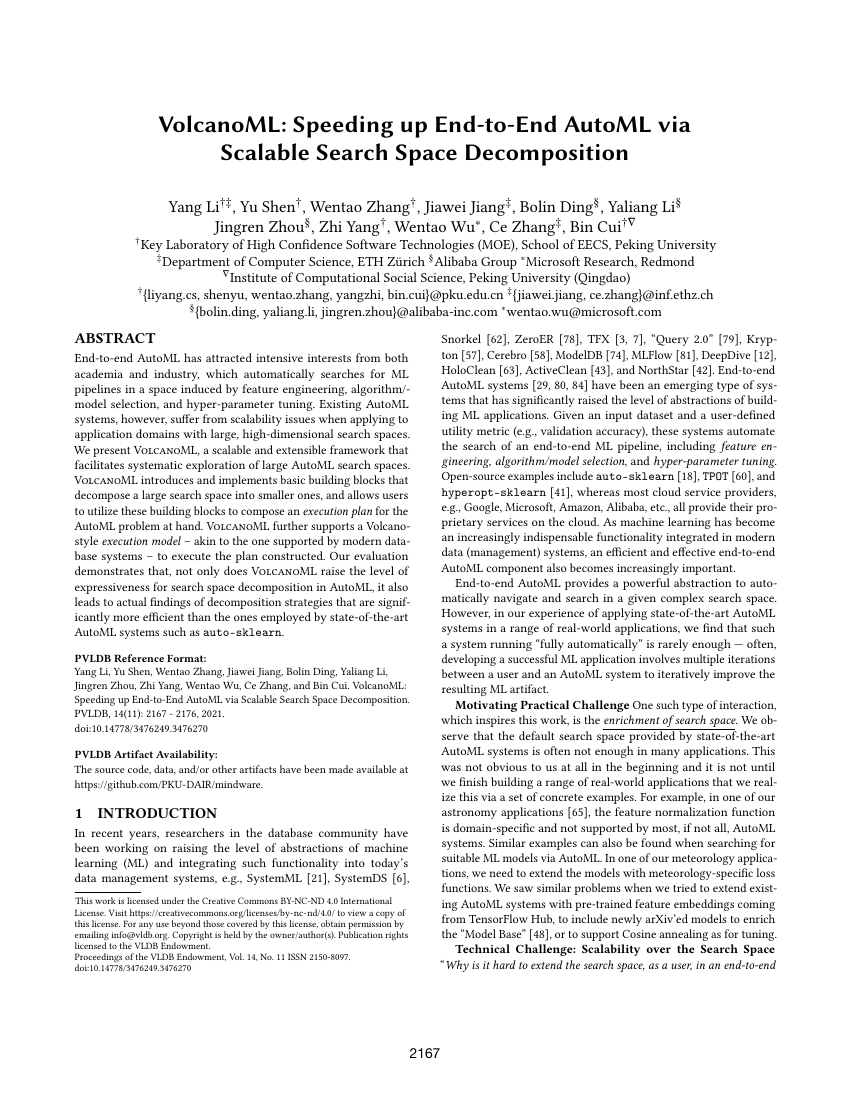 VolcanoML: Speeding up End-to-End AutoML via
Scalable Search Space Decomposition
Yang Li†‡, Yu Shen†, Wentao Zhang†, Jiawei Jiang‡, Bolin Ding§, Yaliang Li§
Jingren Zhou§, Zhi Yang†, Wentao Wu∗, Ce Zhang‡, Bin Cui†∇
†Key Laboratory of High Confidence Software Technologies (MOE), School of EECS, Peking University
‡Department of Computer Science, ETH Zürich §Alibaba Group ∗Microsoft Research, Redmond
∇Institute of Computational Social Science, Peking University (Qingdao)
†{liyang.cs, shenyu, wentao.zhang, yangzhi, bin.cui}@pku.edu.cn ‡{jiawei.jiang, ce.zhang}@inf.ethz.ch
§{bolin.ding, yaliang.li, jingren.zhou}@alibaba-inc.com ∗wentao.wu@microsoft.com
ABSTRACT
End-to-end AutoML has attracted intensive interests from both
academia and industry, which automatically searches for ML
pipelines in a space induced by feature engineering, algorithm/-
model selection, and hyper-parameter tuning. Existing AutoML
systems, however, suffer from scalability issues when applying to
application domains with large, high-dimensional search spaces.
We present VolcanoML, a scalable and extensible framework that
facilitates systematic exploration of large AutoML search spaces.
VolcanoML introduces and implements basic building blocks that
decompose a large search space into smaller ones, and allows users
to utilize these building blocks to compose an execution plan for the
AutoML problem at hand. VolcanoML further supports a Volcano-
style execution model – akin to the one supported by modern data-
base systems – to execute the plan constructed. Our evaluation
demonstrates that, not only does VolcanoML raise the level of
expressiveness for search space decomposition in AutoML, it also
leads to actual findings of decomposition strategies that are signif-
icantly more efficient than the ones employed by state-of-the-art
AutoML systems such as auto-sklearn.
PVLDB Reference Format:
Yang Li, Yu Shen, Wentao Zhang, Jiawei Jiang, Bolin Ding, Yaliang Li,
Jingren Zhou, Zhi Yang, Wentao Wu, Ce Zhang, and Bin Cui. VolcanoML:
Speeding up End-to-End AutoML via Scalable Search Space Decomposition.
PVLDB, 14(11): 2167 - 2176, 2021.
doi:10.14778/3476249.3476270
PVLDB Artifact Availability:
The source code, data, and/or other artifacts have been made available at
https://github.com/PKU-DAIR/mindware.
1 INTRODUCTION
In recent years, researchers in the database community have
been working on raising the level of abstractions of machine
learning (ML) and integrating such functionality into today's
data management systems, e.g., SystemML [21], SystemDS [6],
This work is licensed under the Creative Commons BY-NC-ND 4.0 International
License. Visit https://creativecommons.org/licenses/by-nc-nd/4.0/ to view a copy of
this license. For any use beyond those covered by this license, obtain permission by
emailing info@vldb.org. Copyright is held by the owner/author(s). Publication rights
licensed to the VLDB Endowment.
Proceedings of the VLDB Endowment, Vol. 14, No. 11 ISSN 2150-8097.
doi:10.14778/3476249.3476270
Snorkel [62], ZeroER [78], TFX [3, 7], “Query 2.0” [79], Kryp-
ton [57], Cerebro [58], ModelDB [74], MLFlow [81], DeepDive [12],
HoloClean [63], ActiveClean [43], and NorthStar [42]. End-to-end
AutoML systems [29, 80, 84] have been an emerging type of sys-
tems that has significantly raised the level of abstractions of build-
ing ML applications. Given an input dataset and a user-defined
utility metric (e.g., validation accuracy), these systems automate
the search of an end-to-end ML pipeline, including feature en-
gineering, algorithm/model selection, and hyper-parameter tuning.
Open-source examples include auto-sklearn [18], TPOT [60], and
hyperopt-sklearn [41], whereas most cloud service providers,
e.g., Google, Microsoft, Amazon, Alibaba, etc., all provide their pro-
prietary services on the cloud. As machine learning has become
an increasingly indispensable functionality integrated in modern
data (management) systems, an efficient and effective end-to-end
AutoML component also becomes increasingly important.
End-to-end AutoML provides a powerful abstraction to auto-
matically navigate and search in a given complex search space.
However, in our experience of applying state-of-the-art AutoML
systems in a range of real-world applications, we find that such
a system running “fully automatically” is rarely enough — often,
developing a successful ML application involves multiple iterations
between a user and an AutoML system to iteratively improve the
resulting ML artifact.
Motivating Practical Challenge One such type of interaction,
which inspires this work, is the enrichment of search space. We ob-
serve that the default search space provided by state-of-the-art
AutoML systems is often not enough in many applications. This
was not obvious to us at all in the beginning and it is not until
we finish building a range of real-world applications that we real-
ize this via a set of concrete examples. For example, in one of our
astronomy applications [65], the feature normalization function
is domain-specific and not supported by most, if not all, AutoML
systems. Similar examples can also be found when searching for
suitable ML models via AutoML. In one of our meteorology applica-
tions, we need to extend the models with meteorology-specific loss
functions. We saw similar problems when we tried to extend exist-
ing AutoML systems with pre-trained feature embeddings coming
from TensorFlow Hub, to include newly arXiv'ed models to enrich
the “Model Base” [48], or to support Cosine annealing as for tuning.
Technical Challenge: Scalability over the Search Space
“Why is it hard to extend the search space, as a user, in an end-to-end
2167